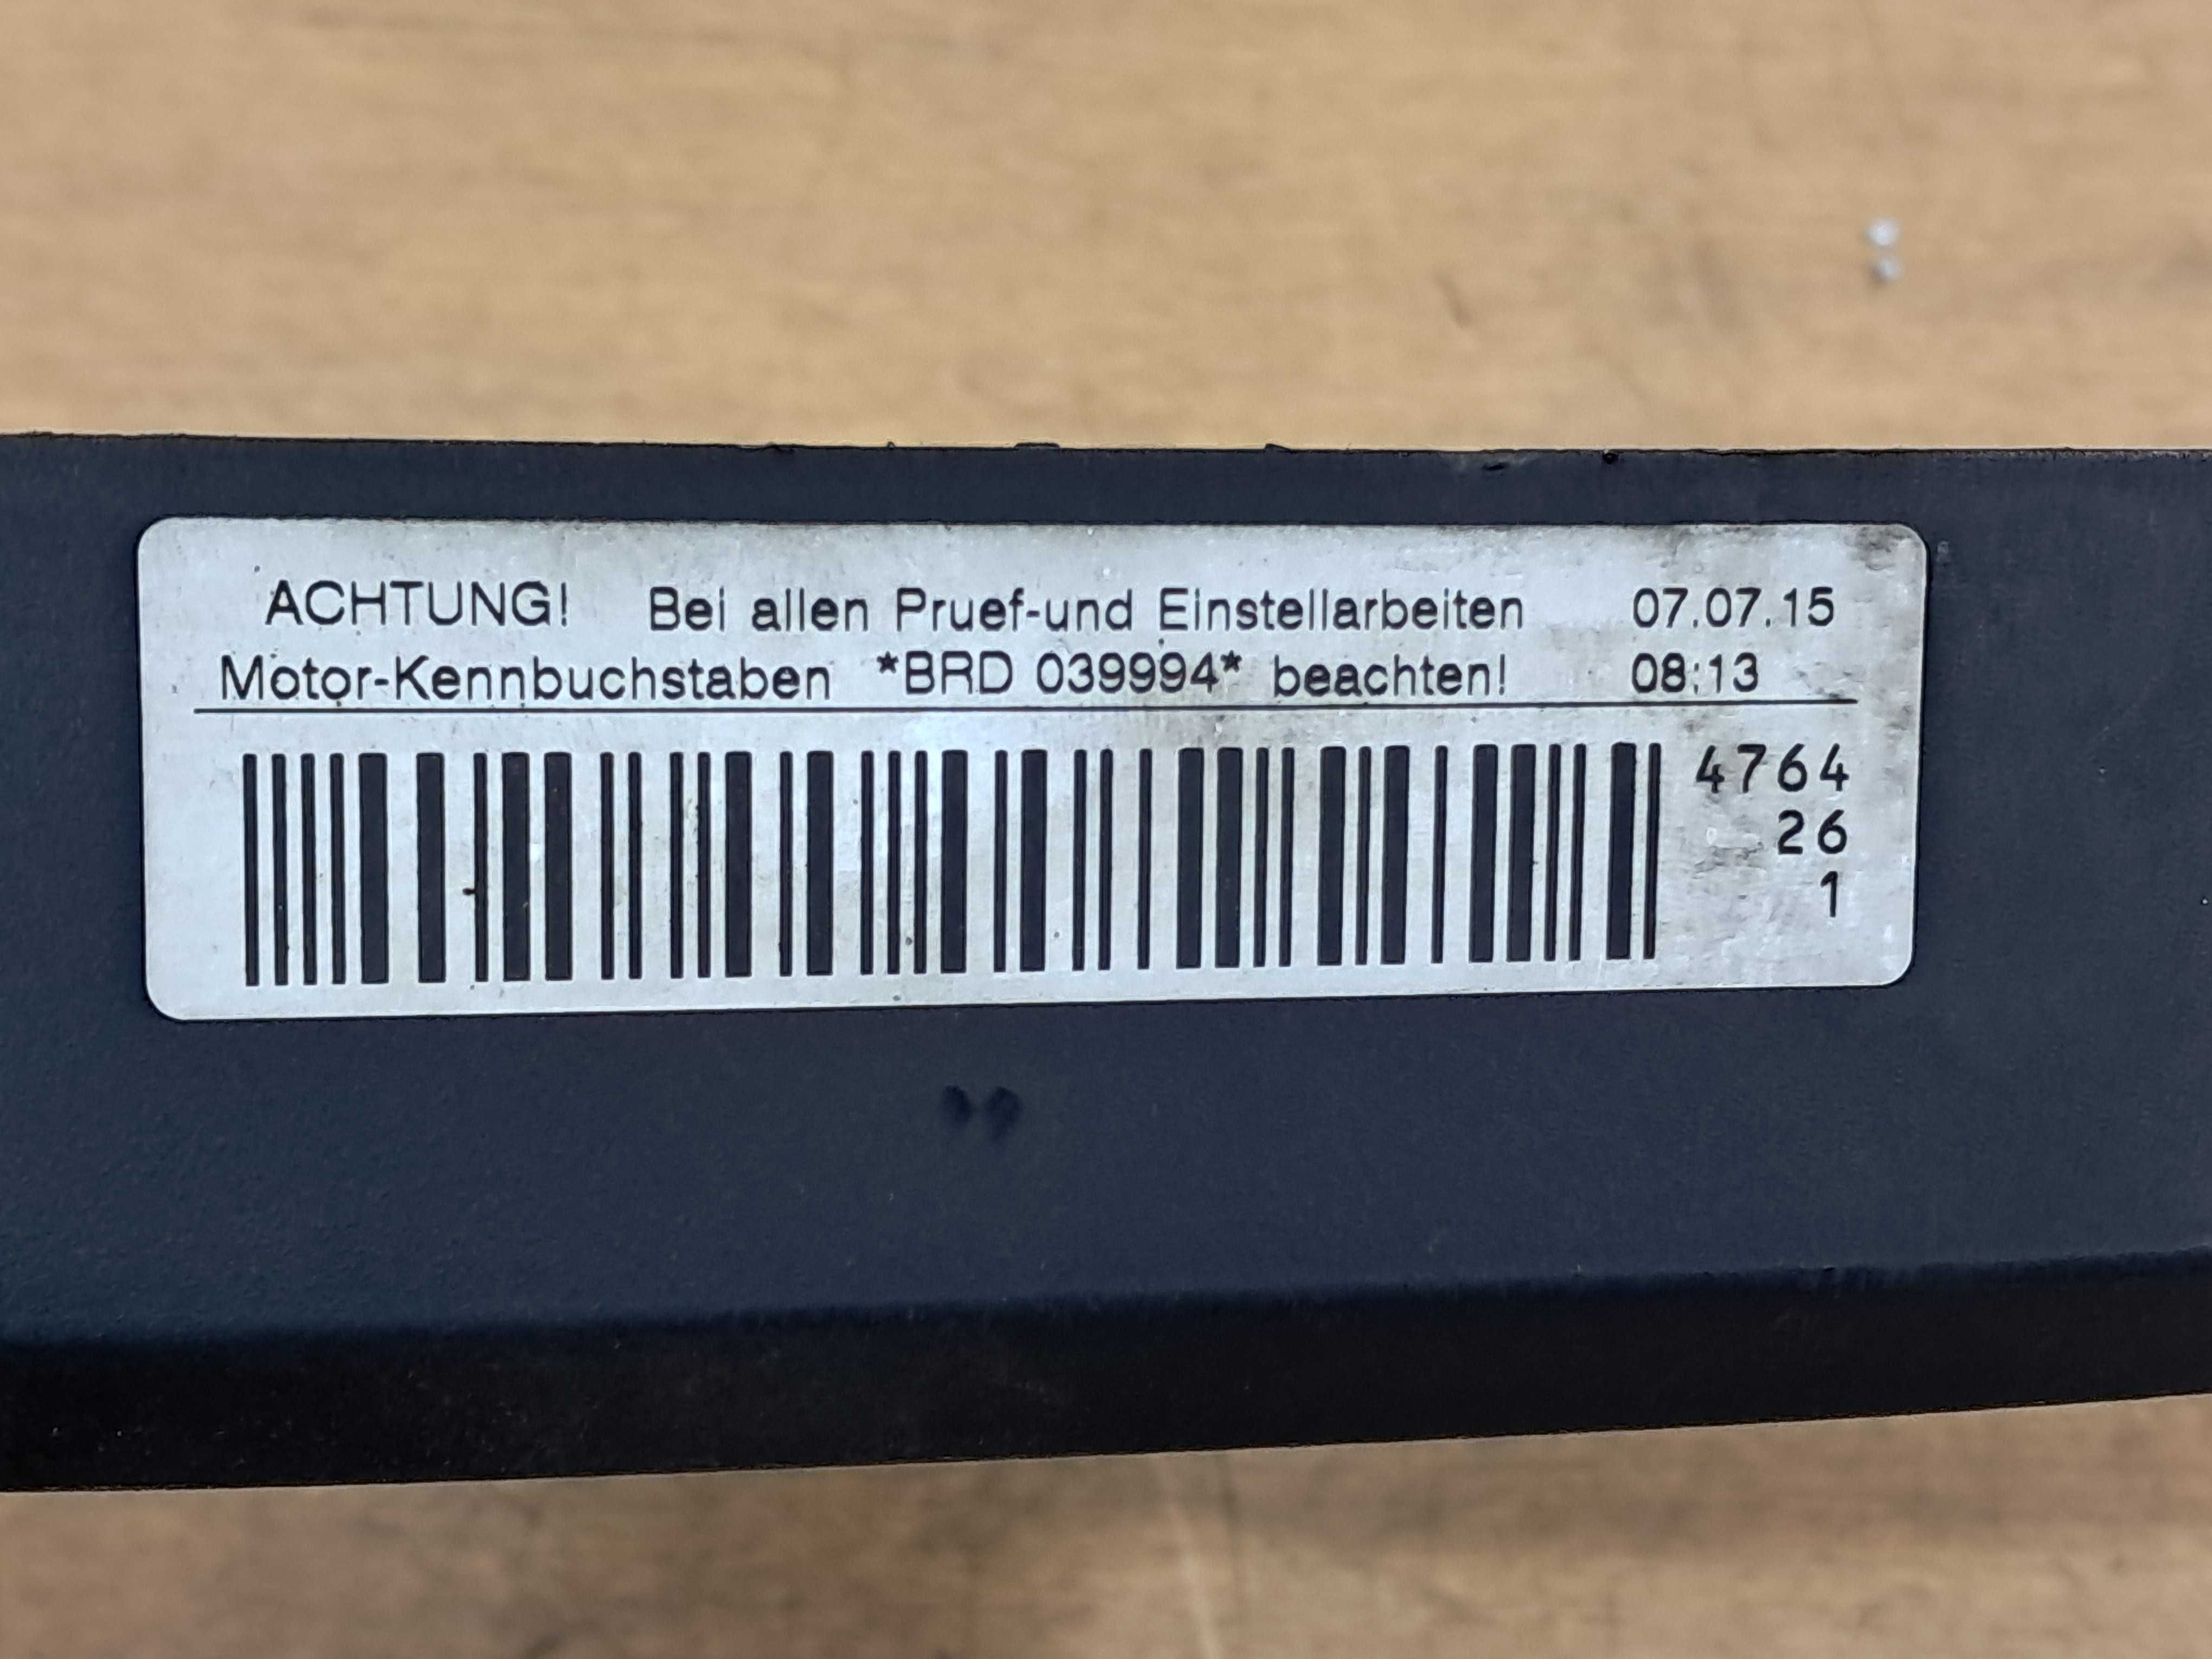 ACHTUNG! Bei allen Pruef-und Einstellarbeiten 07.07.15
Motor-Kennbuchstaben *BRD 039994* beachten! 08:13
4764
26
1